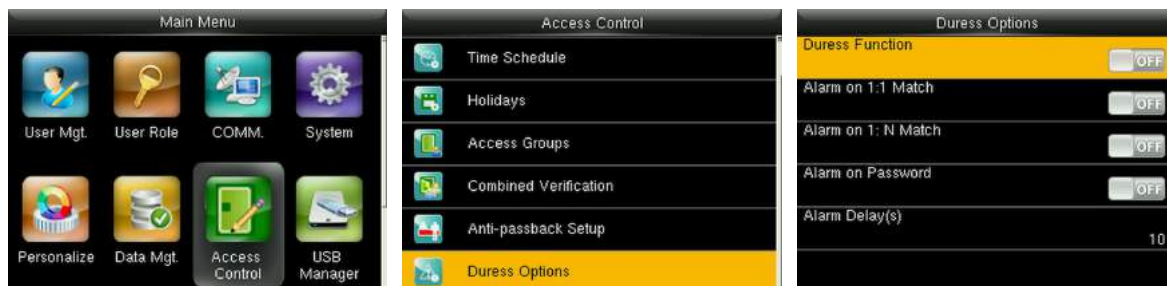 Main Menu
User Mgt.
User Role
COMM.
System
Personalize
Data Mgt.
Access
Control
USB
Manager
Access Control
Time Schedule
Holidays
Access Groups
Combined Verification
Anti-passback Setup
Duress Options
Duress Options
Duress Function
OFF
Alarm on 1:1 Match
OFF
Alarm on 1: N Match
OFF
Alarm on Password
OFF
Alarm Delay(s)
10